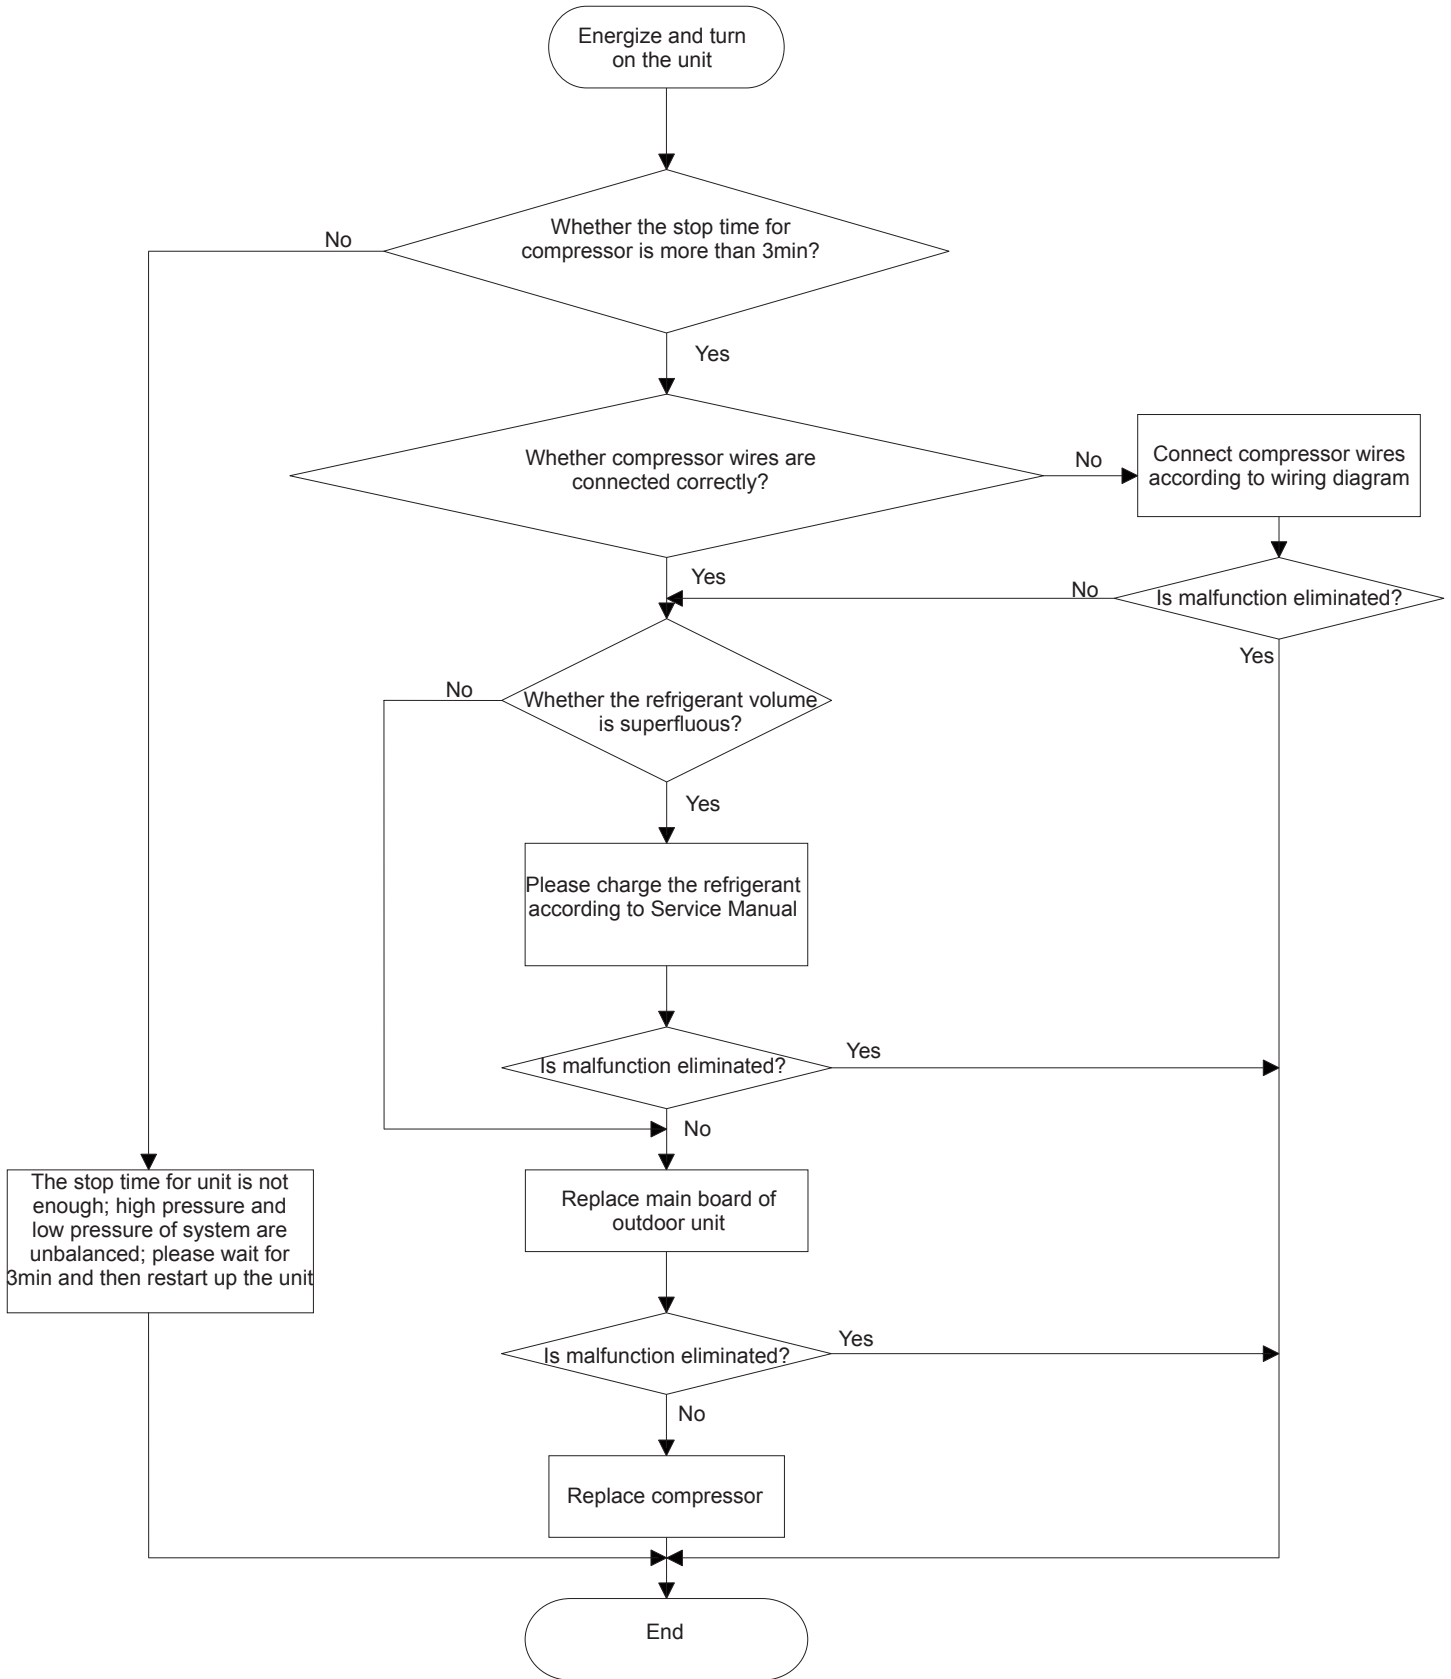 Energize and turn
on the unit
Whether the stop time for
compressor is more than 3min?
No
Yes
Whether compressor wires are
connected correctly?
No
Connect compressor wires
according to wiring diagram
Yes
No
Is malfunction eliminated?
Yes
No
Whether the refrigerant volume
is superfluous?
Yes
Please charge the refrigerant
according to Service Manual
Is malfunction eliminated?
Yes
No
The stop time for unit is not
enough; high pressure and
low pressure of system are
unbalanced; please wait for
3min and then restart up the unit
Replace main board of
outdoor unit
Is malfunction eliminated?
Yes
No
Replace compressor
End